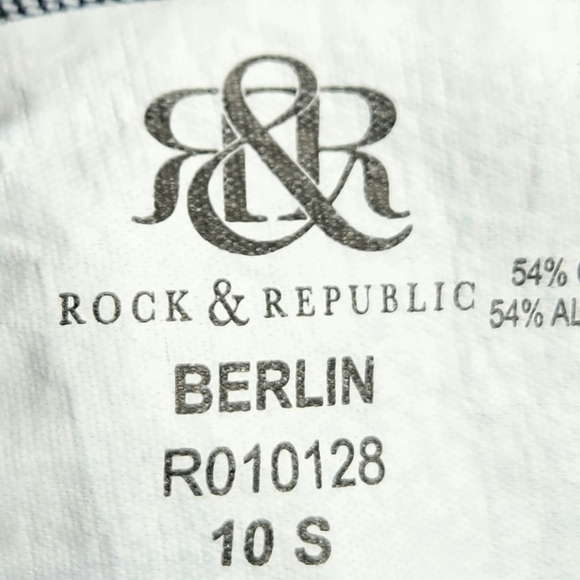 R&R
ROCK & REPUBLIC
54%
54%
BERLIN
R010128
10 S